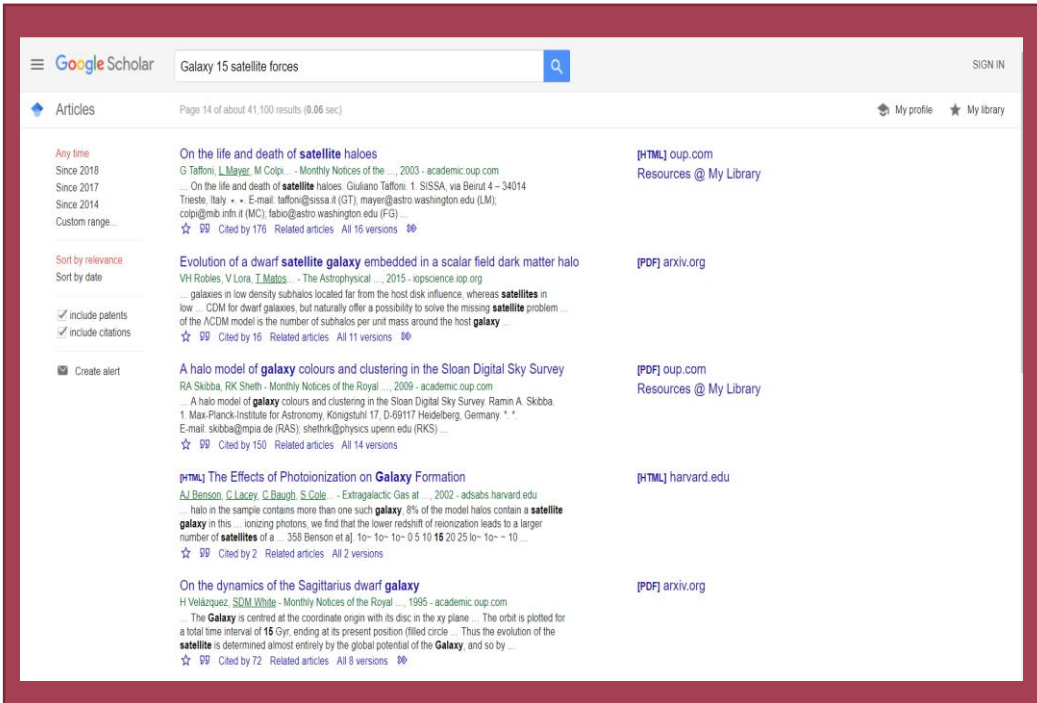 Google Scholar
Galaxy 15 satellite forces
SIGN IN
Articles
Page 14 of about 41,100 results (0.06 sec)
My profile
My library
Any time
Since 2018
Since 2017
Since 2014
Custom range...
Sort by relevance
Sort by date
include patents
include citations
Create alert
On the life and death of satellite haloes
G Taffoni, L Mayer, M Colpi... - Monthly Notices of the ..., 2003 - academic.oup.com
... On the life and death of satellite haloes. Giuliano Taffoni. 1. SISSA, via Beirut 4 – 34014
Trieste, Italy. ⋆. ⋆. E-mail: taffoni@sissa.it (GT); mayer@astro.washington.edu (LM);
colpi@mib.infn.it (MC); fabio@astro.washington.edu (FG) ...
Cited by 176 Related articles All 16 versions
[HTML] oup.com
Resources @ My Library
Evolution of a dwarf satellite galaxy embedded in a scalar field dark matter halo
VH Robles, V Lora, T Matos... - The Astrophysical ..., 2015 - iopscience.iop.org
... galaxies in low density subhalos located far from the host disk influence, whereas satellites in
low ... CDM for dwarf galaxies, but naturally offer a possibility to solve the missing satellite problem ...
of the ΛCDM model is the number of subhalos per unit mass around the host galaxy ...
Cited by 16 Related articles All 11 versions
[PDF] arxiv.org
A halo model of galaxy colours and clustering in the Sloan Digital Sky Survey
RA Skibba, RK Sheth - Monthly Notices of the Royal ..., 2009 - academic.oup.com
... A halo model of galaxy colours and clustering in the Sloan Digital Sky Survey. Ramin A. Skibba.
1. Max-Planck-Institute for Astronomy, Königstuhl 17, D-69117 Heidelberg, Germany. *. *.
E-mail: skibba@mpia.de (RAS); shethrk@physics.upenn.edu (RKS) ...
Cited by 150 Related articles All 14 versions
[PDF] oup.com
Resources @ My Library
[HTML] The Effects of Photoionization on Galaxy Formation
AJ Benson, C Lacey, C Baugh, S Cole... - Extragalactic Gas at ..., 2002 - adsabs.harvard.edu
... halo in the sample contains more than one such galaxy, 8% of the model halos contain a satellite
galaxy in this ... ionizing photons, we find that the lower redshift of reionization leads to a larger
number of satellites of a ... 358 Benson et a]. 1o~ 1o~ 1o~ 0 5 10 15 20 25 lo~ 1o~ ~ 10 ...
Cited by 2 Related articles All 2 versions
[HTML] harvard.edu
On the dynamics of the Sagittarius dwarf galaxy
H Velázquez, SDM White - Monthly Notices of the Royal ..., 1995 - academic.oup.com
... The Galaxy is centred at the coordinate origin with its disc in the xy plane ... The orbit is plotted for
a total time interval of 15 Gyr, ending at its present position (filled circle ... Thus the evolution of the
satellite is determined almost entirely by the global potential of the Galaxy, and so by ...
Cited by 72 Related articles All 8 versions
[PDF] arxiv.org